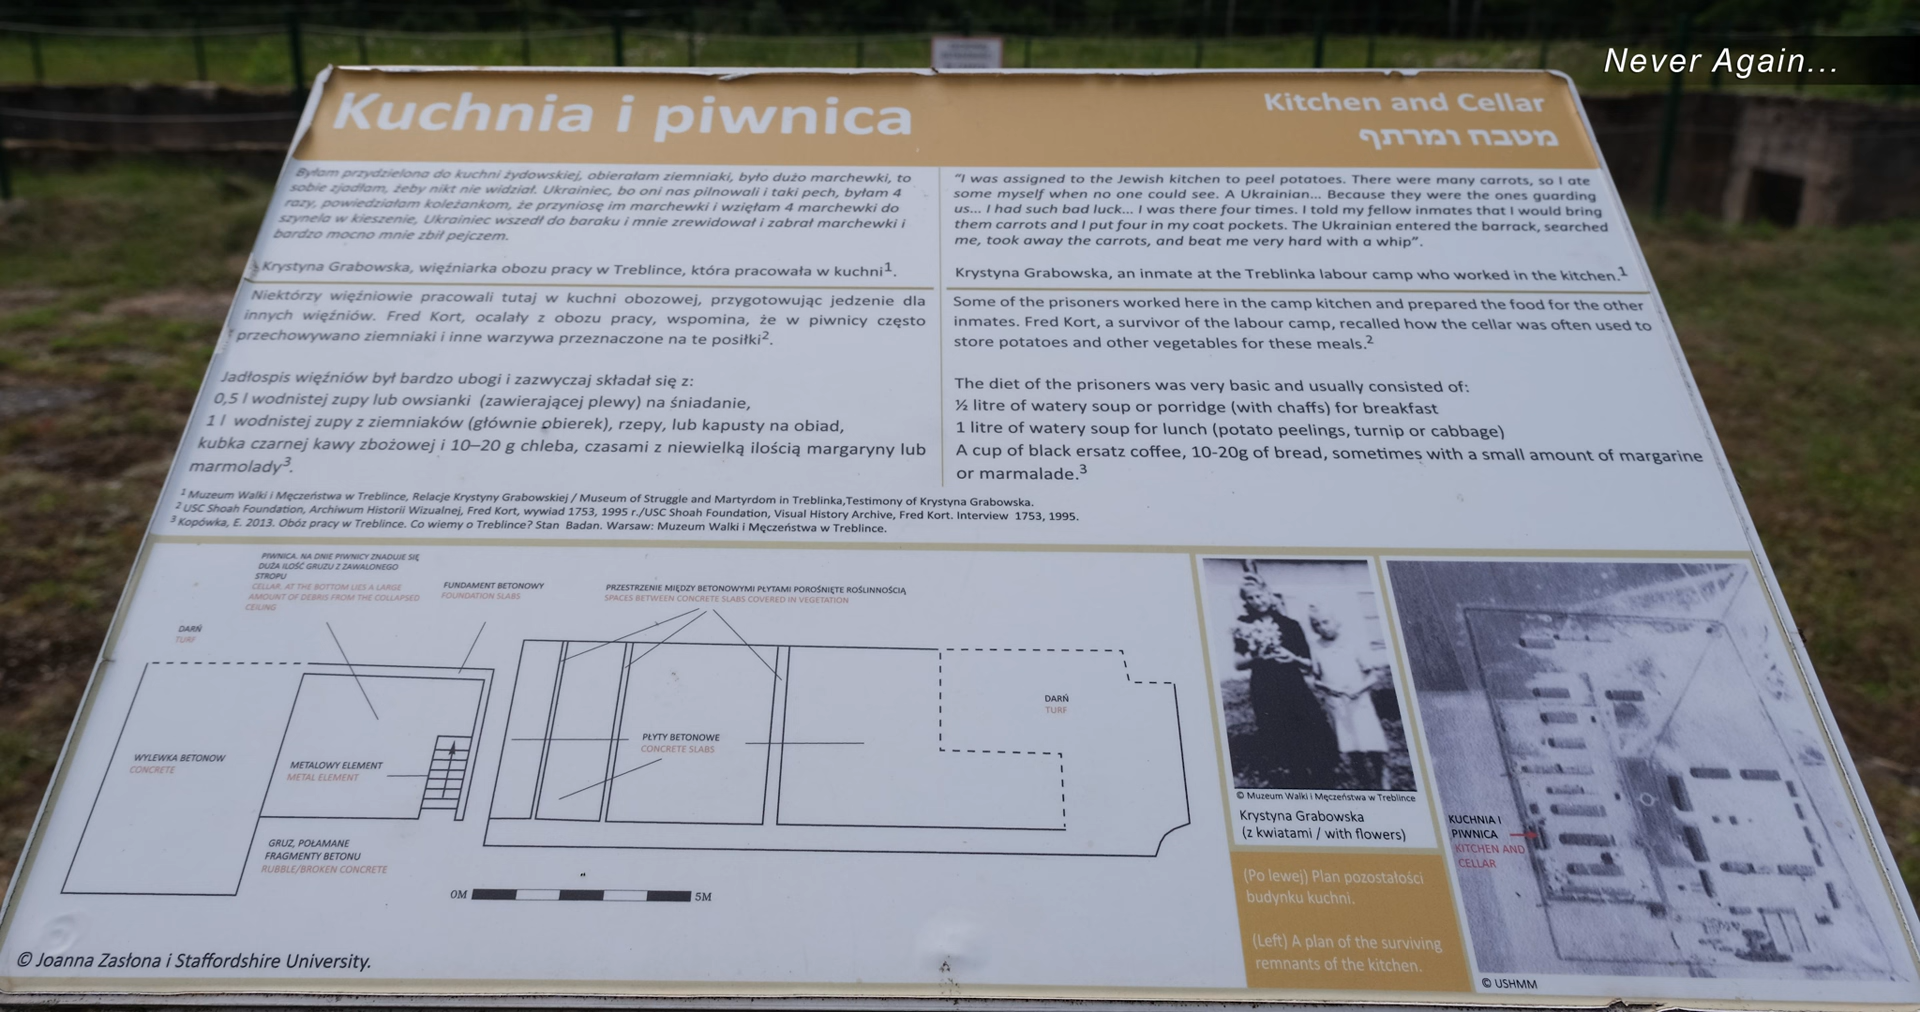 Never Again...
Kuchnia i piwnica
Kitchen and Cellar
מטבח ומרתף
Byłam przydzielona do kuchni żydowskiej, obierałam ziemniaki, było dużo marchewki, to
sobie zjadłam, żeby nikt nie widział. Ukrainiec, bo oni nas pilnowali i taki pech, byłam 4
razy, powiedziałam koleżankom, że przyniosę im marchewki i wzięłam 4 marchewki do
szynela w kieszenie, Ukrainiec wszedł do baraku i mnie zrewidował i zabrał marchewki i
bardzo mocno mnie zbił pejczem.
Krystyna Grabowska, więźniarka obozu pracy w Treblince, która pracowała w kuchni1.
Niektórzy więźniowie pracowali tutaj w kuchni obozowej, przygotowując jedzenie dla
innych więźniów. Fred Kort, ocalały z obozu pracy, wspomina, że w piwnicy często
przechowywano ziemniaki i inne warzywa przeznaczone na te posiłki2.
Jadłospis więźniów był bardzo ubogi i zazwyczaj składał się z:
0,5 l wodnistej zupy lub owsianki (zawierającej plewy) na śniadanie,
1 l wodnistej zupy z ziemniaków (głównie obierek), rzepy, lub kapusty na obiad,
kubka czarnej kawy zbożowej i 10–20 g chleba, czasami z niewielką ilością margaryny lub
marmolady3.
"I was assigned to the Jewish kitchen to peel potatoes. There were many carrots, so I ate
some myself when no one could see. A Ukrainian... Because they were the ones guarding
us... I had such bad luck... I was there four times. I told my fellow inmates that I would bring
them carrots and I put four in my coat pockets. The Ukrainian entered the barrack, searched
me, took away the carrots, and beat me very hard with a whip".
Krystyna Grabowska, an inmate at the Treblinka labour camp who worked in the kitchen.1
Some of the prisoners worked here in the camp kitchen and prepared the food for the other
inmates. Fred Kort, a survivor of the labour camp, recalled how the cellar was often used to
store potatoes and other vegetables for these meals.2
The diet of the prisoners was very basic and usually consisted of:
½ litre of watery soup or porridge (with chaffs) for breakfast
1 litre of watery soup for lunch (potato peelings, turnip or cabbage)
A cup of black ersatz coffee, 10-20g of bread, sometimes with a small amount of margarine
or marmalade.3
1 Muzeum Walki i Męczeństwa w Treblince, Relacje Krystyny Grabowskiej / Museum of Struggle and Martyrdom in Treblinka,Testimony of Krystyna Grabowska.
2 USC Shoah Foundation, Archiwum Historii Wizualnej, Fred Kort, wywiad 1753, 1995 r./USC Shoah Foundation, Visual History Archive, Fred Kort. Interview 1753, 1995.
3 Kopówka, E. 2013. Obóz pracy w Treblince. Co wiemy o Treblince? Stan Badan. Warsaw: Muzeum Walki i Męczeństwa w Treblince.
PIWNICA. NA DNIE PIWNICY ZNADUJE SIĘ
DUŻA ILOŚĆ GRUZU Z ZAWALONEGO
STROPU
CELLAR. AT THE BOTTOM LIES A LARGE
AMOUNT OF DEBRIS FROM THE COLLAPSED
CEILING
FUNDAMENT BETONOWY
FOUNDATION SLABS
PRZESTRZENIE MIĘDZY BETONOWYMI PŁYTAMI POROŚNIĘTE ROŚLINNOŚCIĄ
SPACES BETWEEN CONCRETE SLABS COVERED IN VEGETATION
DARŃ
TURF
DARŃ
TURF
WYLEWKA BETONOW
CONCRETE
METALOWY ELEMENT
METAL ELEMENT
PŁYTY BETONOWE
CONCRETE SLABS
GRUZ, POŁAMANE
FRAGMENTY BETONU
RUBBLE/BROKEN CONCRETE
0M
5M
© Joanna Zasłona i Staffordshire University.
© Muzeum Walki i Męczeństwa w Treblince
Krystyna Grabowska
(z kwiatami / with flowers)
(Po lewej) Plan pozostałości
budynku kuchni.
(Left) A plan of the surviving
remnants of the kitchen.
KUCHNIA I
PIWNICA
KITCHEN AND
CELLAR
© USHMM